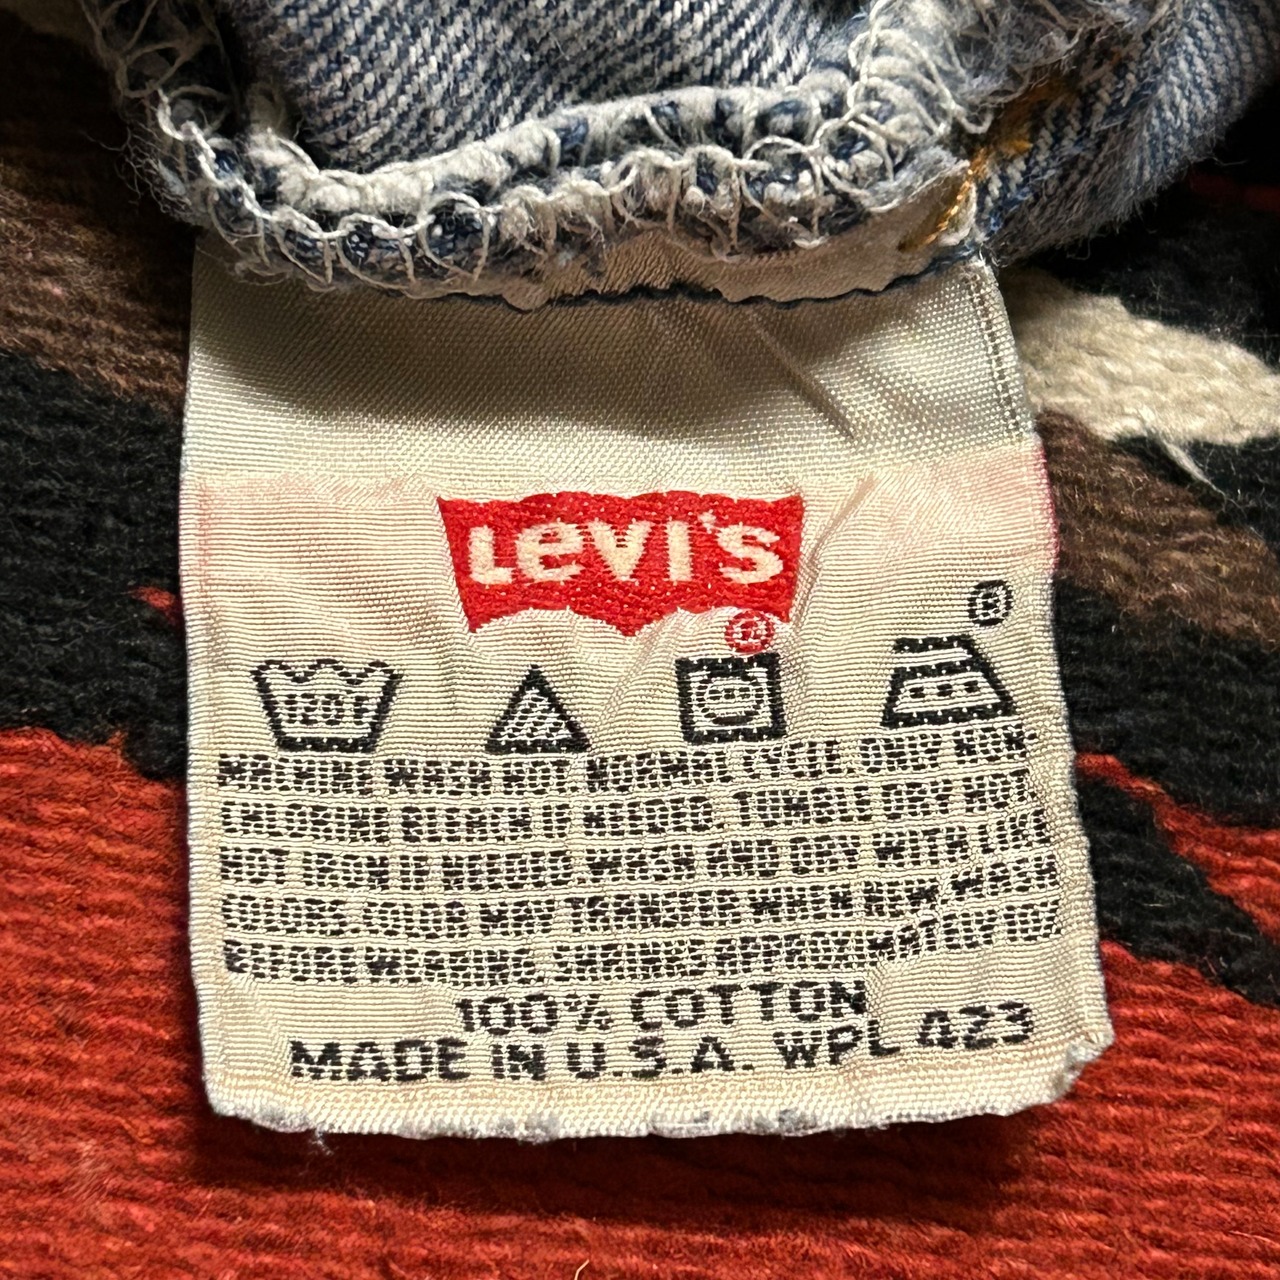 LEVI'S
®
®
120 F
MACHINE WASH HOT NORMAL CYCLE. ONLY NON
CHLORINE BLEACH IF NEEDED. TUMBLE DRY HOT
HOT IRON IF NEEDED. WASH AND DRY WITH LIKE
COLORS. COLOR MAY TRANSFER WHEN NEW. WASH
BEFORE WEARING. SHRINKS APPROXIMATELY
100% COTTON
MADE IN U.S.A. WPL 423